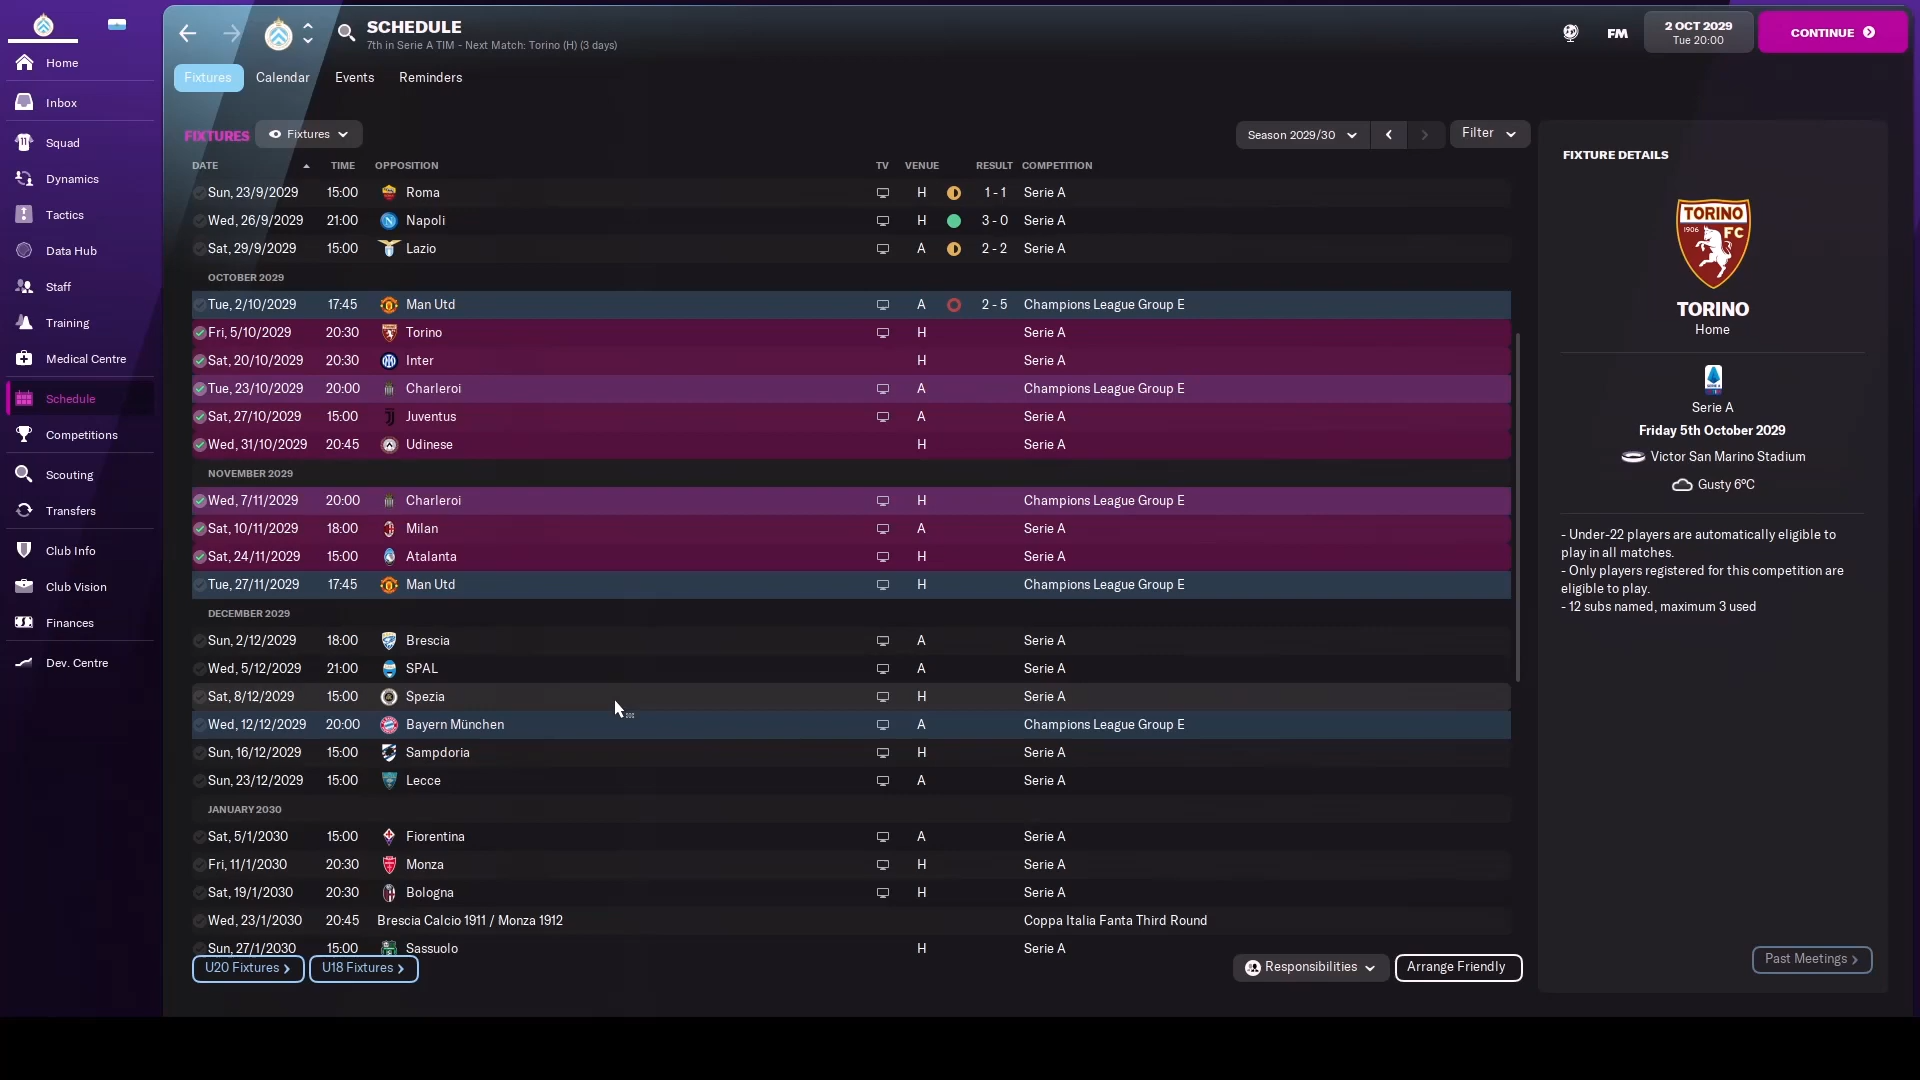 SCHEDULE
7th in Serie A TIM - Next Match: Torino (H) (3 days)
FM
2 OCT 2029
Tue 20:00
CONTINUE
Home
Inbox
Squad
Dynamics
Tactics
Data Hub
Staff
Training
Medical Centre
Schedule
Competitions
Scouting
Transfers
Club Info
Club Vision
Finances
Dev. Centre
Fixtures Calendar Events Reminders
FIXTURES Fixtures Season 2029/30 Filter
DATE TIME OPPOSITION TV VENUE RESULT COMPETITION
Sun, 23/9/2029 15:00 Roma H 1 - 1 Serie A
Wed, 26/9/2029 21:00 Napoli H 3 - 0 Serie A
Sat, 29/9/2029 15:00 Lazio A 2 - 2 Serie A
OCTOBER 2029
Tue, 2/10/2029 17:45 Man Utd A 2 - 5 Champions League Group E
Fri, 5/10/2029 20:30 Torino H Serie A
Sat, 20/10/2029 20:30 Inter H Serie A
Tue, 23/10/2029 20:00 Charleroi A Champions League Group E
Sat, 27/10/2029 15:00 Juventus A Serie A
Wed, 31/10/2029 20:45 Udinese H Serie A
NOVEMBER 2029
Wed, 7/11/2029 20:00 Charleroi H Champions League Group E
Sat, 10/11/2029 18:00 Milan A Serie A
Sat, 24/11/2029 15:00 Atalanta H Serie A
Tue, 27/11/2029 17:45 Man Utd H Champions League Group E
DECEMBER 2029
Sun, 2/12/2029 18:00 Brescia A Serie A
Wed, 5/12/2029 21:00 SPAL A Serie A
Sat, 8/12/2029 15:00 Spezia H Serie A
Wed, 12/12/2029 20:00 Bayern München A Champions League Group E
Sun, 16/12/2029 15:00 Sampdoria H Serie A
Sun, 23/12/2029 15:00 Lecce A Serie A
JANUARY 2030
Sat, 5/1/2030 15:00 Fiorentina A Serie A
Fri, 11/1/2030 20:30 Monza H Serie A
Sat, 19/1/2030 20:30 Bologna H Serie A
Wed, 23/1/2030 20:45 Brescia Calcio 1911 / Monza 1912 Coppa Italia Fanta Third Round
Sun, 27/1/2030 15:00 Sassuolo H Serie A
U20 Fixtures U18 Fixtures Responsibilities Arrange Friendly
FIXTURE DETAILS
TORINO
1906 FC
TORINO
Home
Serie A
Friday 5th October 2029
Victor San Marino Stadium
Gusty 6ºC
- Under-22 players are automatically eligible to
play in all matches.
- Only players registered for this competition are
eligible to play.
- 12 subs named, maximum 3 used
Past Meetings